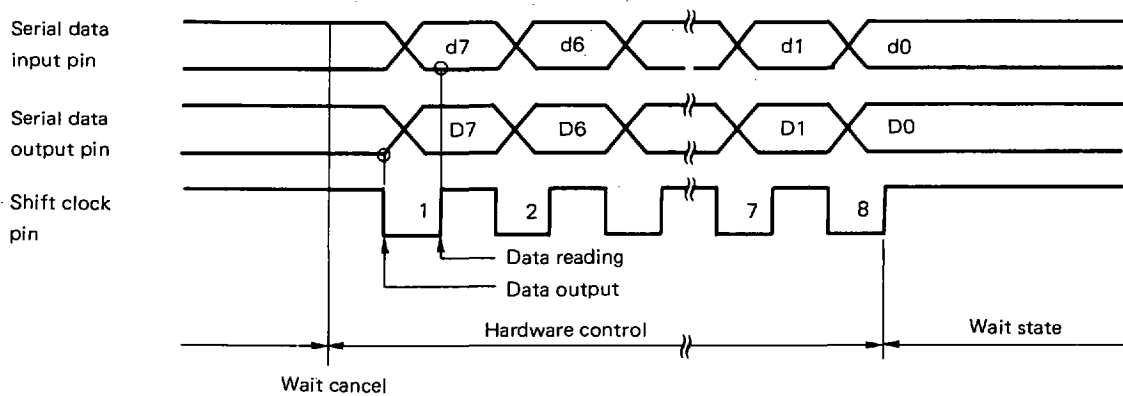 Serial data
input pin
d7 d6 d1 d0
Serial data
output pin
D7 D6 D1 D0
Shift clock
pin
1 2 7 8
Data reading
Data output
Hardware control
Wait state
Wait cancel